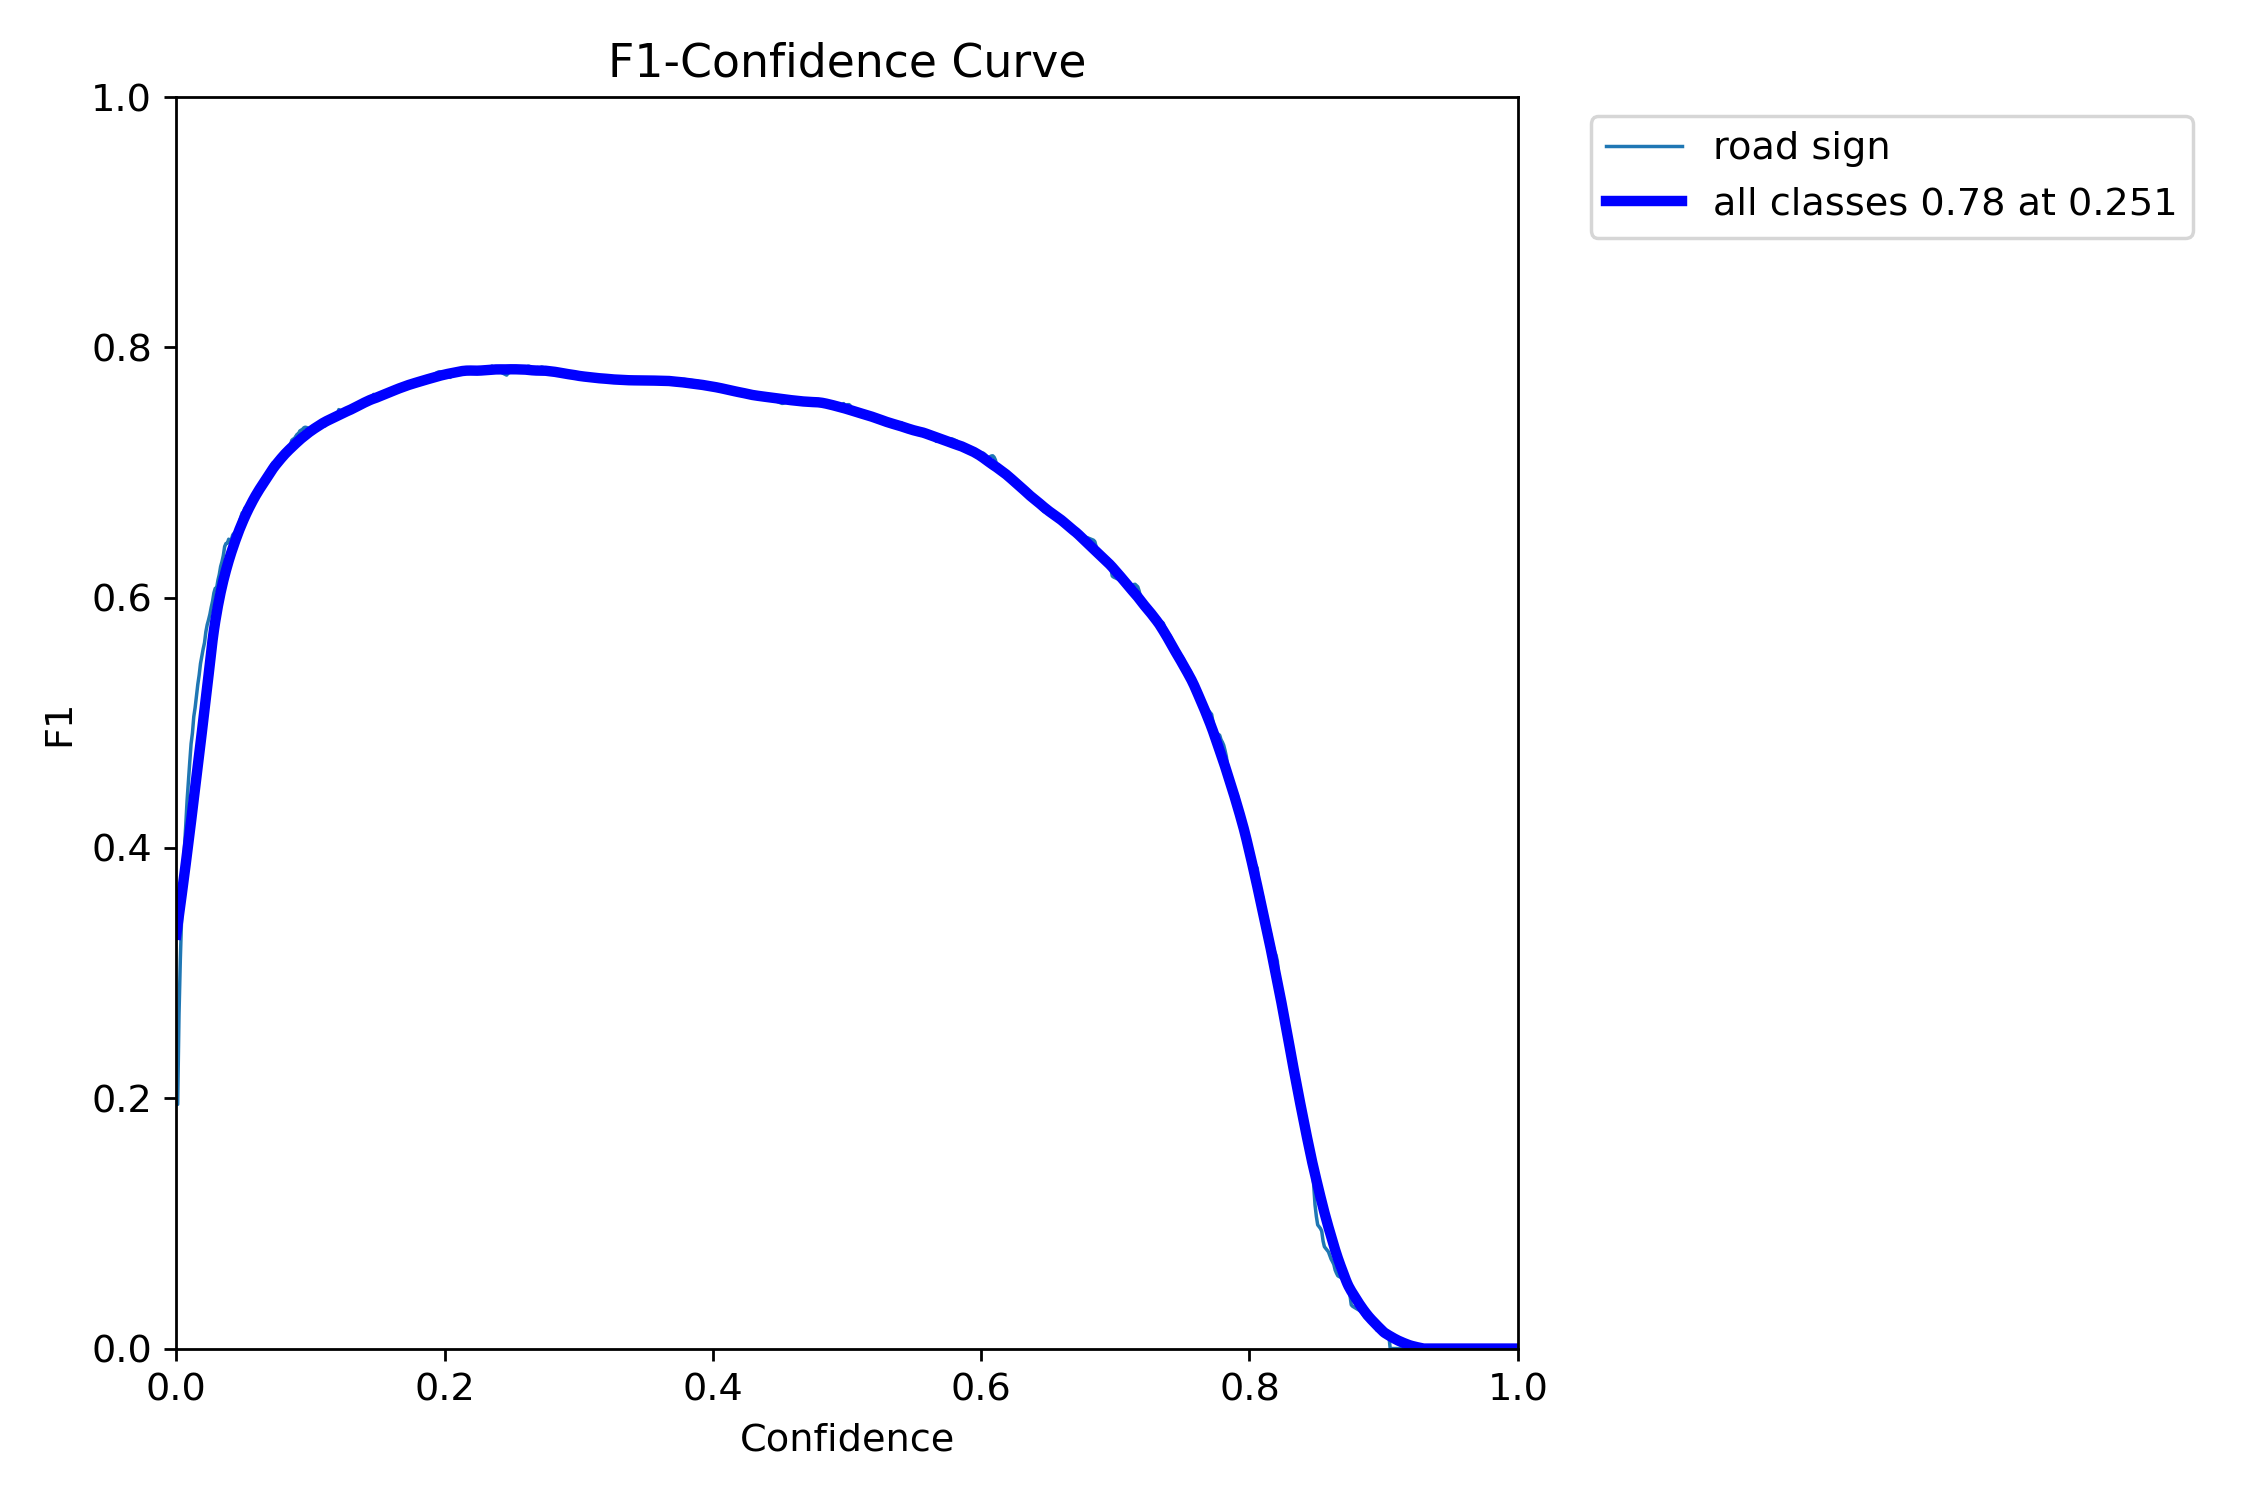 F1-Confidence Curve
1.0
0.8
0.6
0.4
0.2
0.0
F1
0.0 0.2 0.4 0.6 0.8 1.0
Confidence
road sign
all classes 0.78 at 0.251